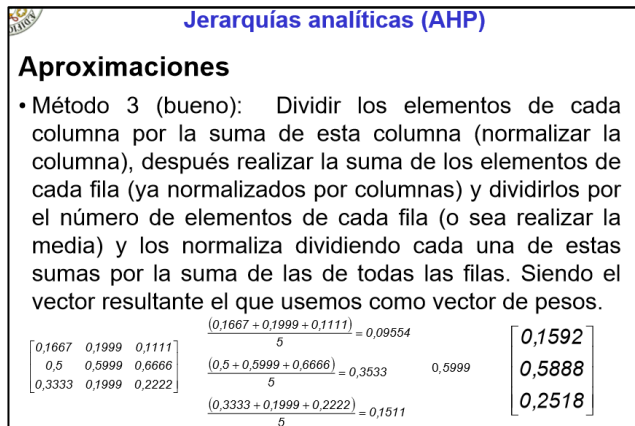 Jerarquías analíticas (AHP)
Aproximaciones
• Método 3 (bueno): Dividir los elementos de cada
columna por la suma de esta columna (normalizar la
columna), después realizar la suma de los elementos de
cada fila (ya normalizados por columnas) y dividirlos por
el número de elementos de cada fila (o sea realizar la
media) y los normaliza dividiendo cada una de estas
sumas por la suma de las de todas las filas. Siendo el
vector resultante el que usemos como vector de pesos.
0,1667 0,1999 0,1111
0,5 0,5999 0,6666
0,3333 0,1999 0,2222
(0,1667 + 0,1999 + 0,1111)
5
= 0,09554
(0,5 + 0,5999 + 0,6666)
5
= 0,3533
(0,3333 + 0,1999 + 0,2222)
5
= 0,1511
0,5999
0,1592
0,5888
0,2518